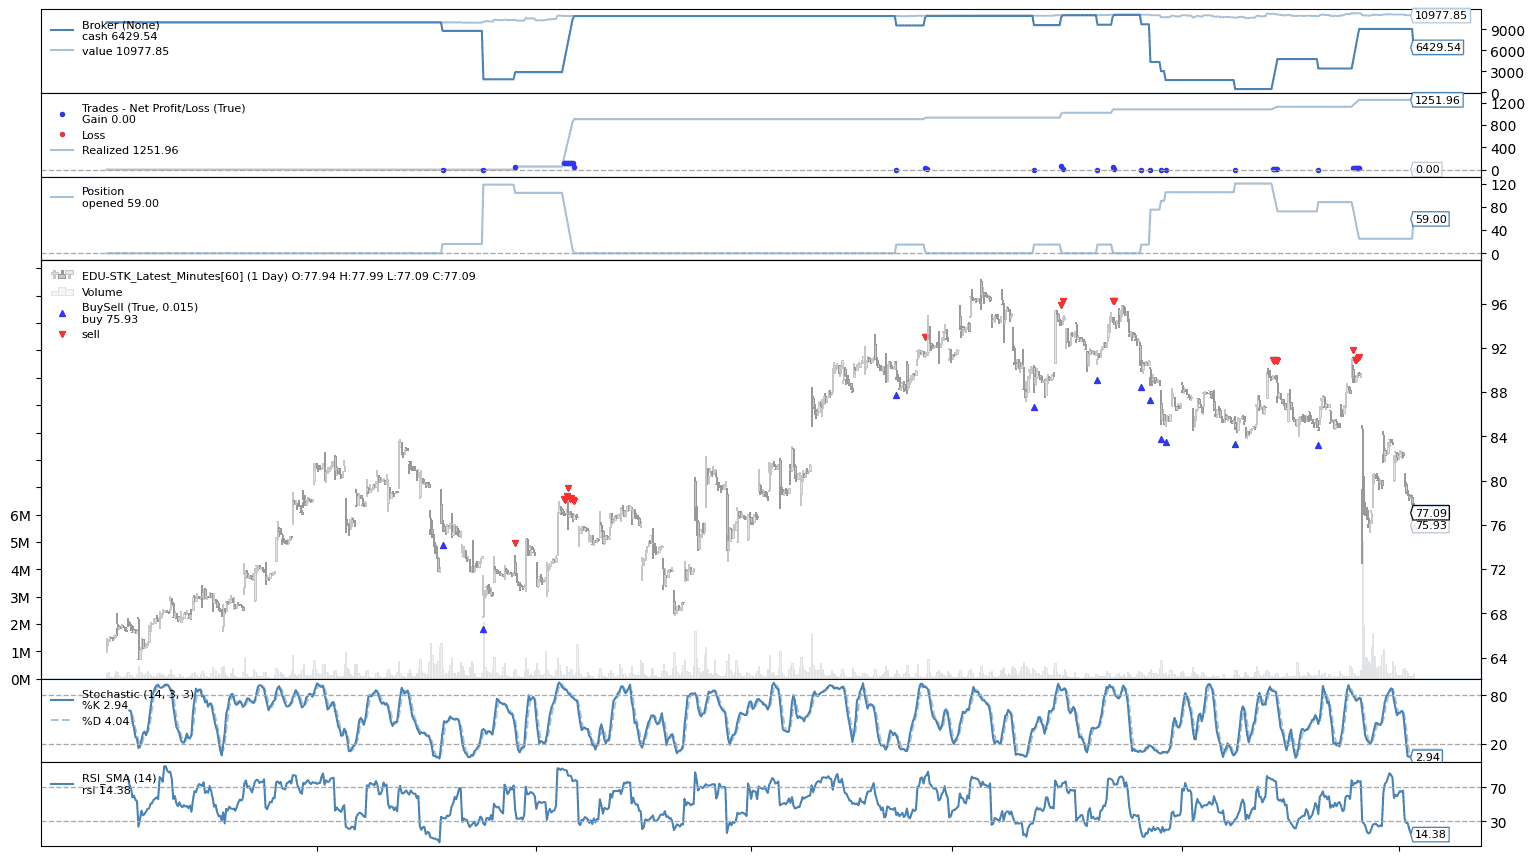 Broker (None)
cash 6429.54
value 10977.85
10977.85
9000
6429.54
6000
3000
0
Trades - Net Profit/Loss (True)
Gain 0.00
Loss
Realized 1251.96
1251.96
1200
800
400
0.00
0
Position
opened 59.00
120
80
59.00
40
0
EDU-STK_Latest_Minutes[60] (1 Day) O:77.94 H:77.99 L:77.09 C:77.09
Volume
BuySell (True, 0.015)
buy 75.93
sell
96
92
88
84
80
77.09
75.93
76
72
68
64
6M
5M
4M
3M
2M
1M
0M
Stochastic (14, 3, 3)
%K 2.94
%D 4.04
80
20
2.94
RSI_SMA (14)
rsi 14.38
70
30
14.38